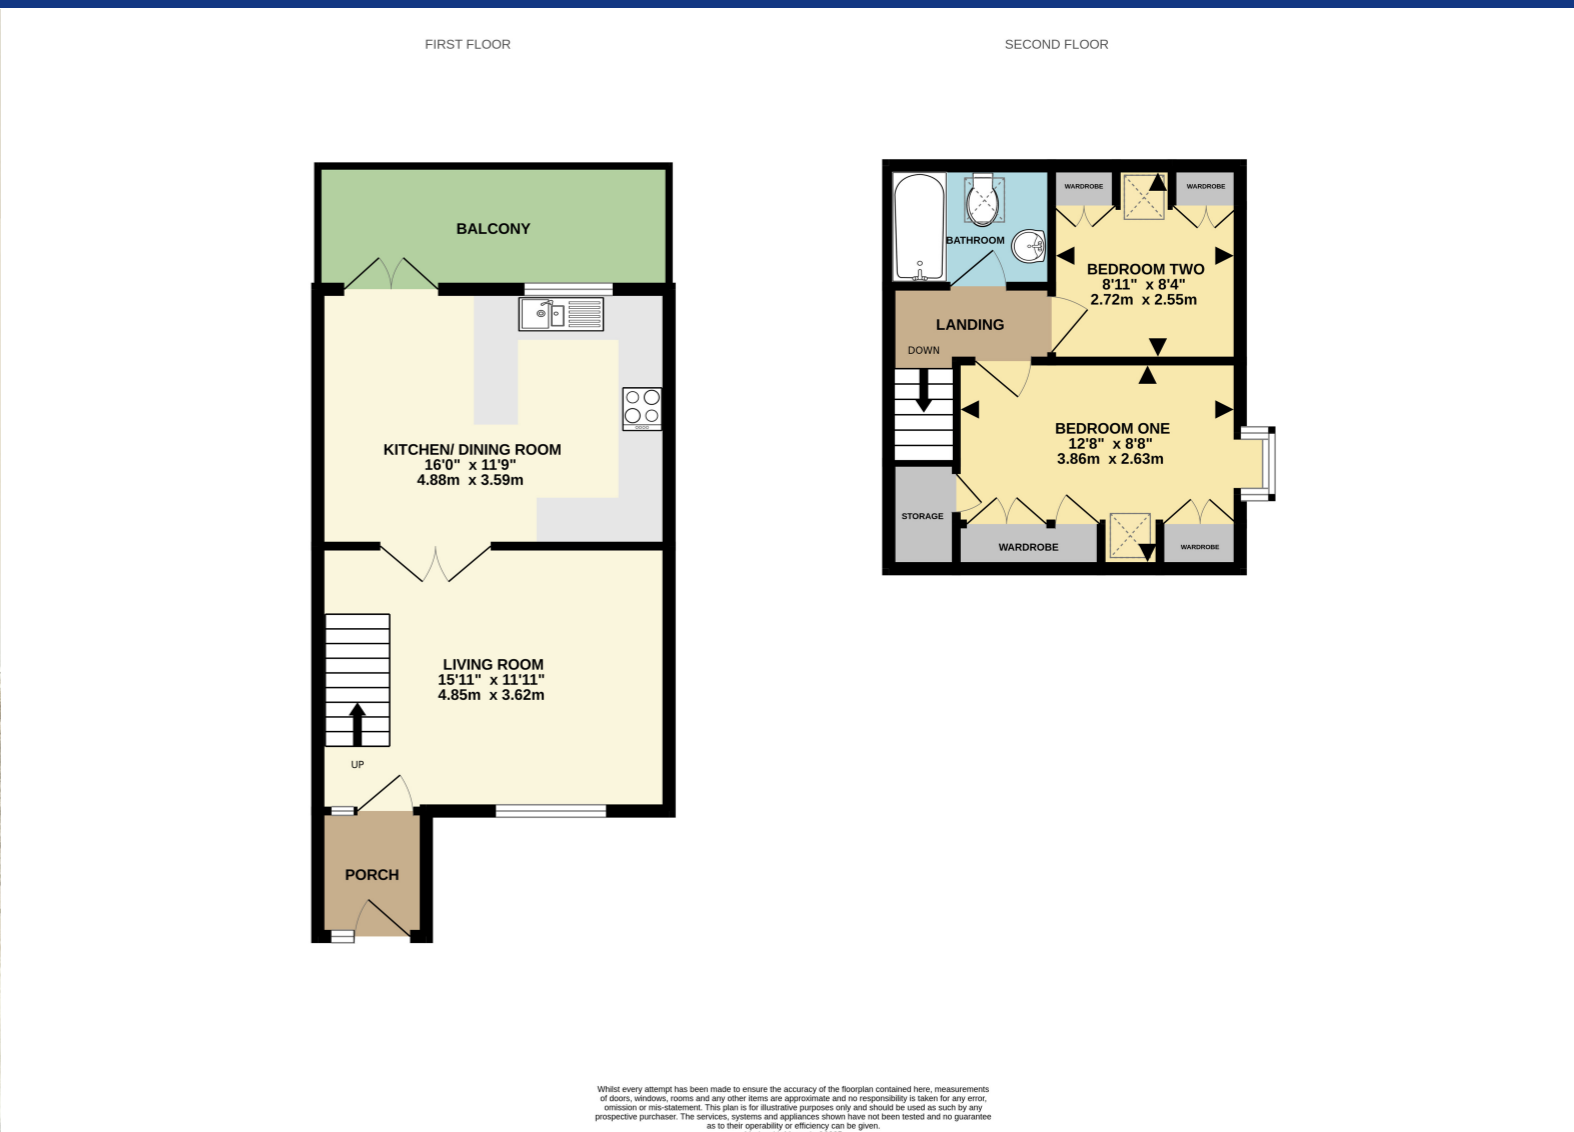 FIRST FLOOR
SECOND FLOOR
BALCONY
KITCHEN/ DINING ROOM
16'0" x 11'9"
4.88m x 3.59m
LIVING ROOM
15'11" x 11'11"
4.85m x 3.62m
UP
PORCH
WARDROBE
WARDROBE
BATHROOM
BEDROOM TWO
8'11" x 8'4"
2.72m x 2.55m
LANDING
DOWN
BEDROOM ONE
12'8" x 8'8"
3.86m x 2.63m
STORAGE
WARDROBE
WARDROBE
Whilst every attempt has been made to ensure the accuracy of the floorplan contained here, measurements
of doors, windows, rooms and any other items are approximate and no responsibility is taken for any error,
omission or mis-statement. This plan is for illustrative purposes only and should be used as such by any
prospective purchaser. The services, systems and appliances shown have not been tested and no guarantee
as to their operability or efficiency can be given.